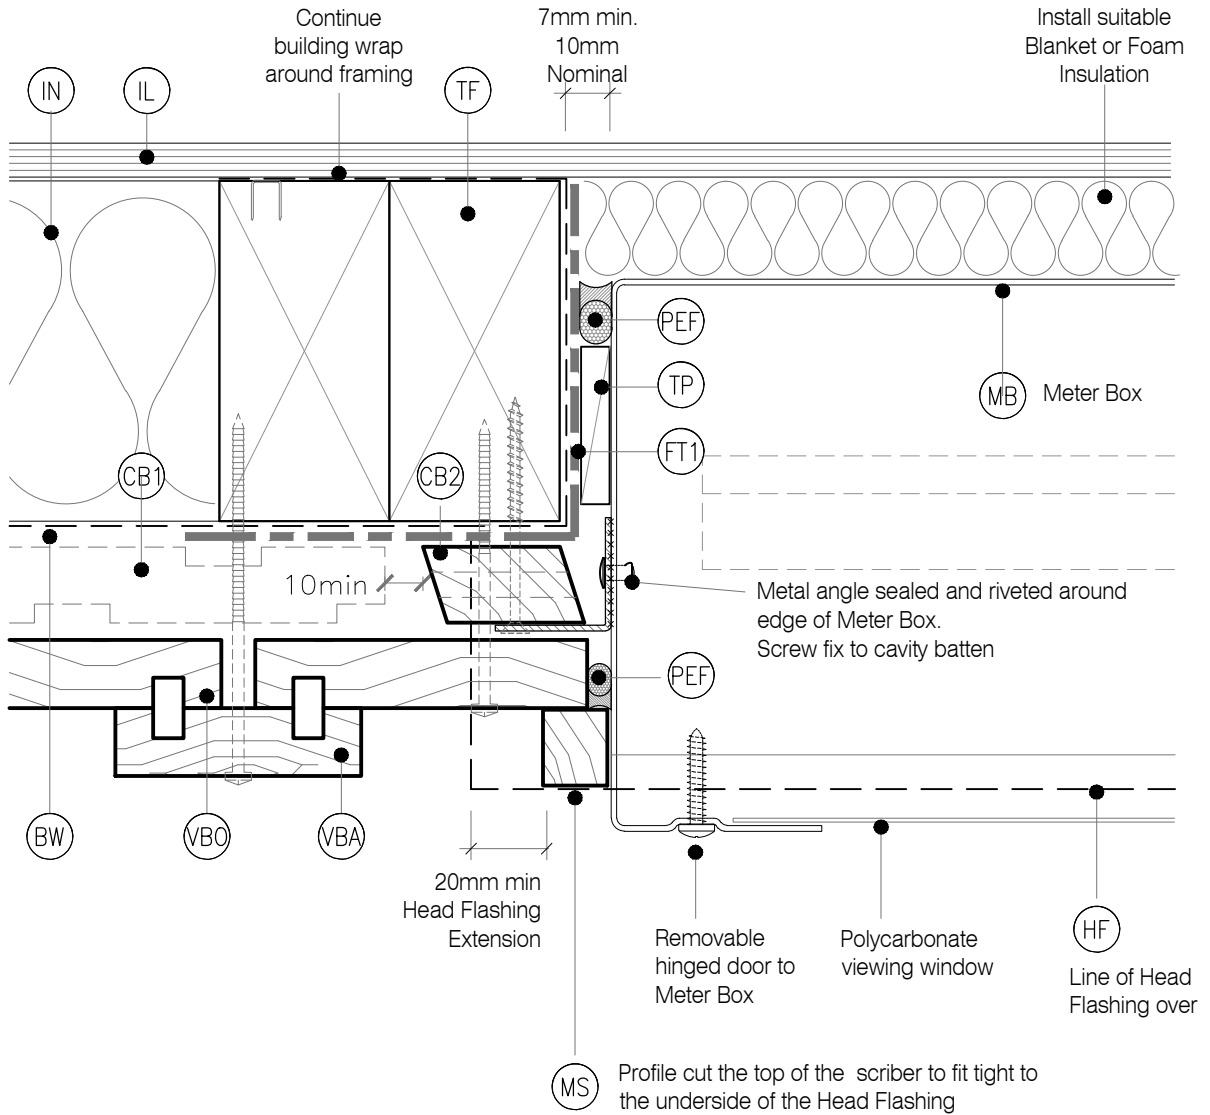 Continue
building wrap
around framing
7mm min.
10mm
Nominal
Install suitable
Blanket or Foam
Insulation
IN
IL
TF
PEF
TP
MB
Meter Box
FT1
CB1
CB2
10min
Metal angle sealed and riveted around
edge of Meter Box.
Screw fix to cavity batten
PEF
BW
VBO
VBA
20mm min
Head Flashing
Extension
Removable
hinged door to
Meter Box
Polycarbonate
viewing window
HF
Line of Head
Flashing over
MS
Profile cut the top of the scriber to fit tight to
the underside of the Head Flashing